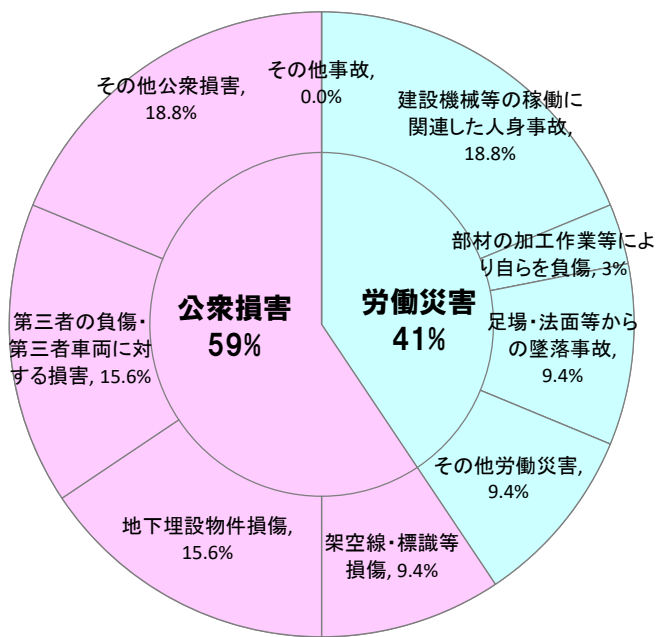 その他事故,
0.0%
建設機械等の稼働に
関連した人身事故,
18.8%
部材の加工作業等によ
り自らを負傷, 3%
足場・法面等から
の墜落事故,
9.4%
その他労働災害,
9.4%
架空線・標識等
損傷, 9.4%
地下埋設物件損傷,
15.6%
第三者の負傷・
第三者車両に対
する損害, 15.6%
その他公衆損害,
18.8%
公衆損害
59%
労働災害
41%